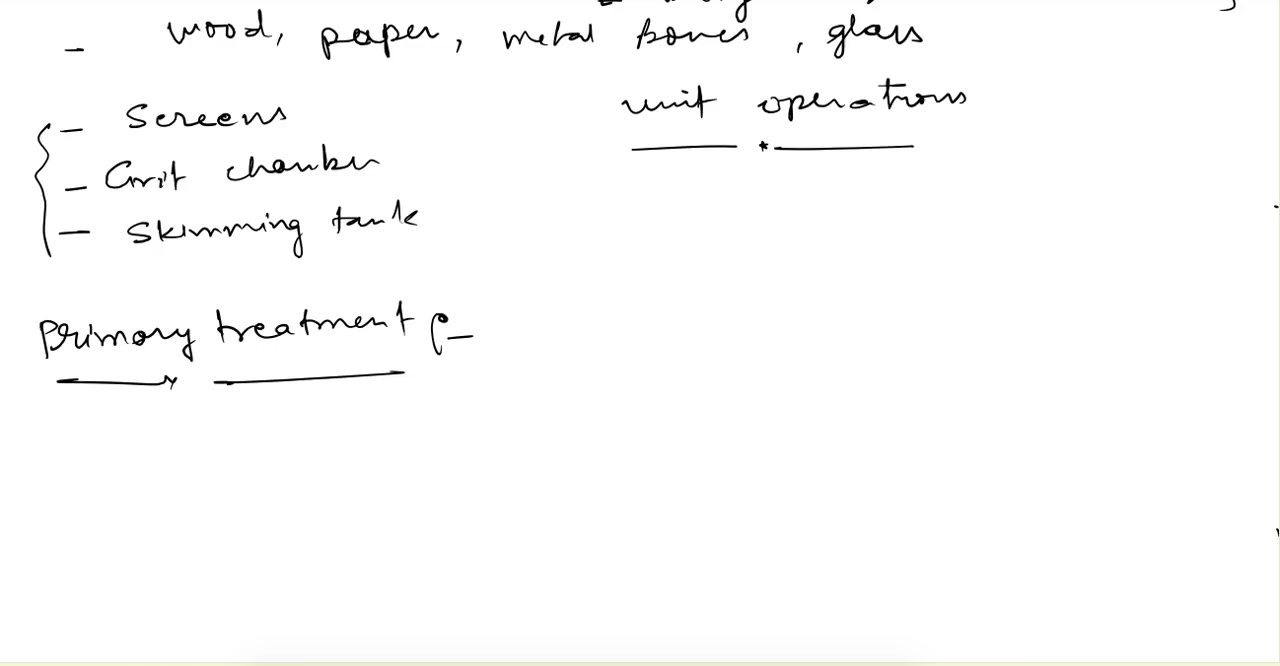 - wood, paper, metal bones, glass
unit operations
- Screens
- Grit chamber
- Skimming tank
Primary treatment :-